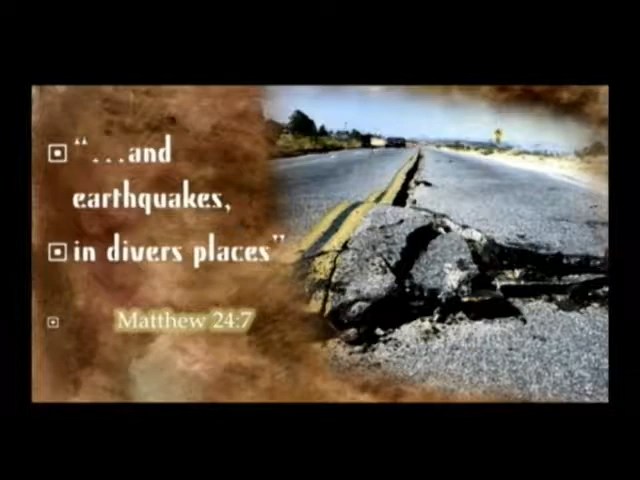 “...and
earthquakes,
in divers places”
Matthew 24:7